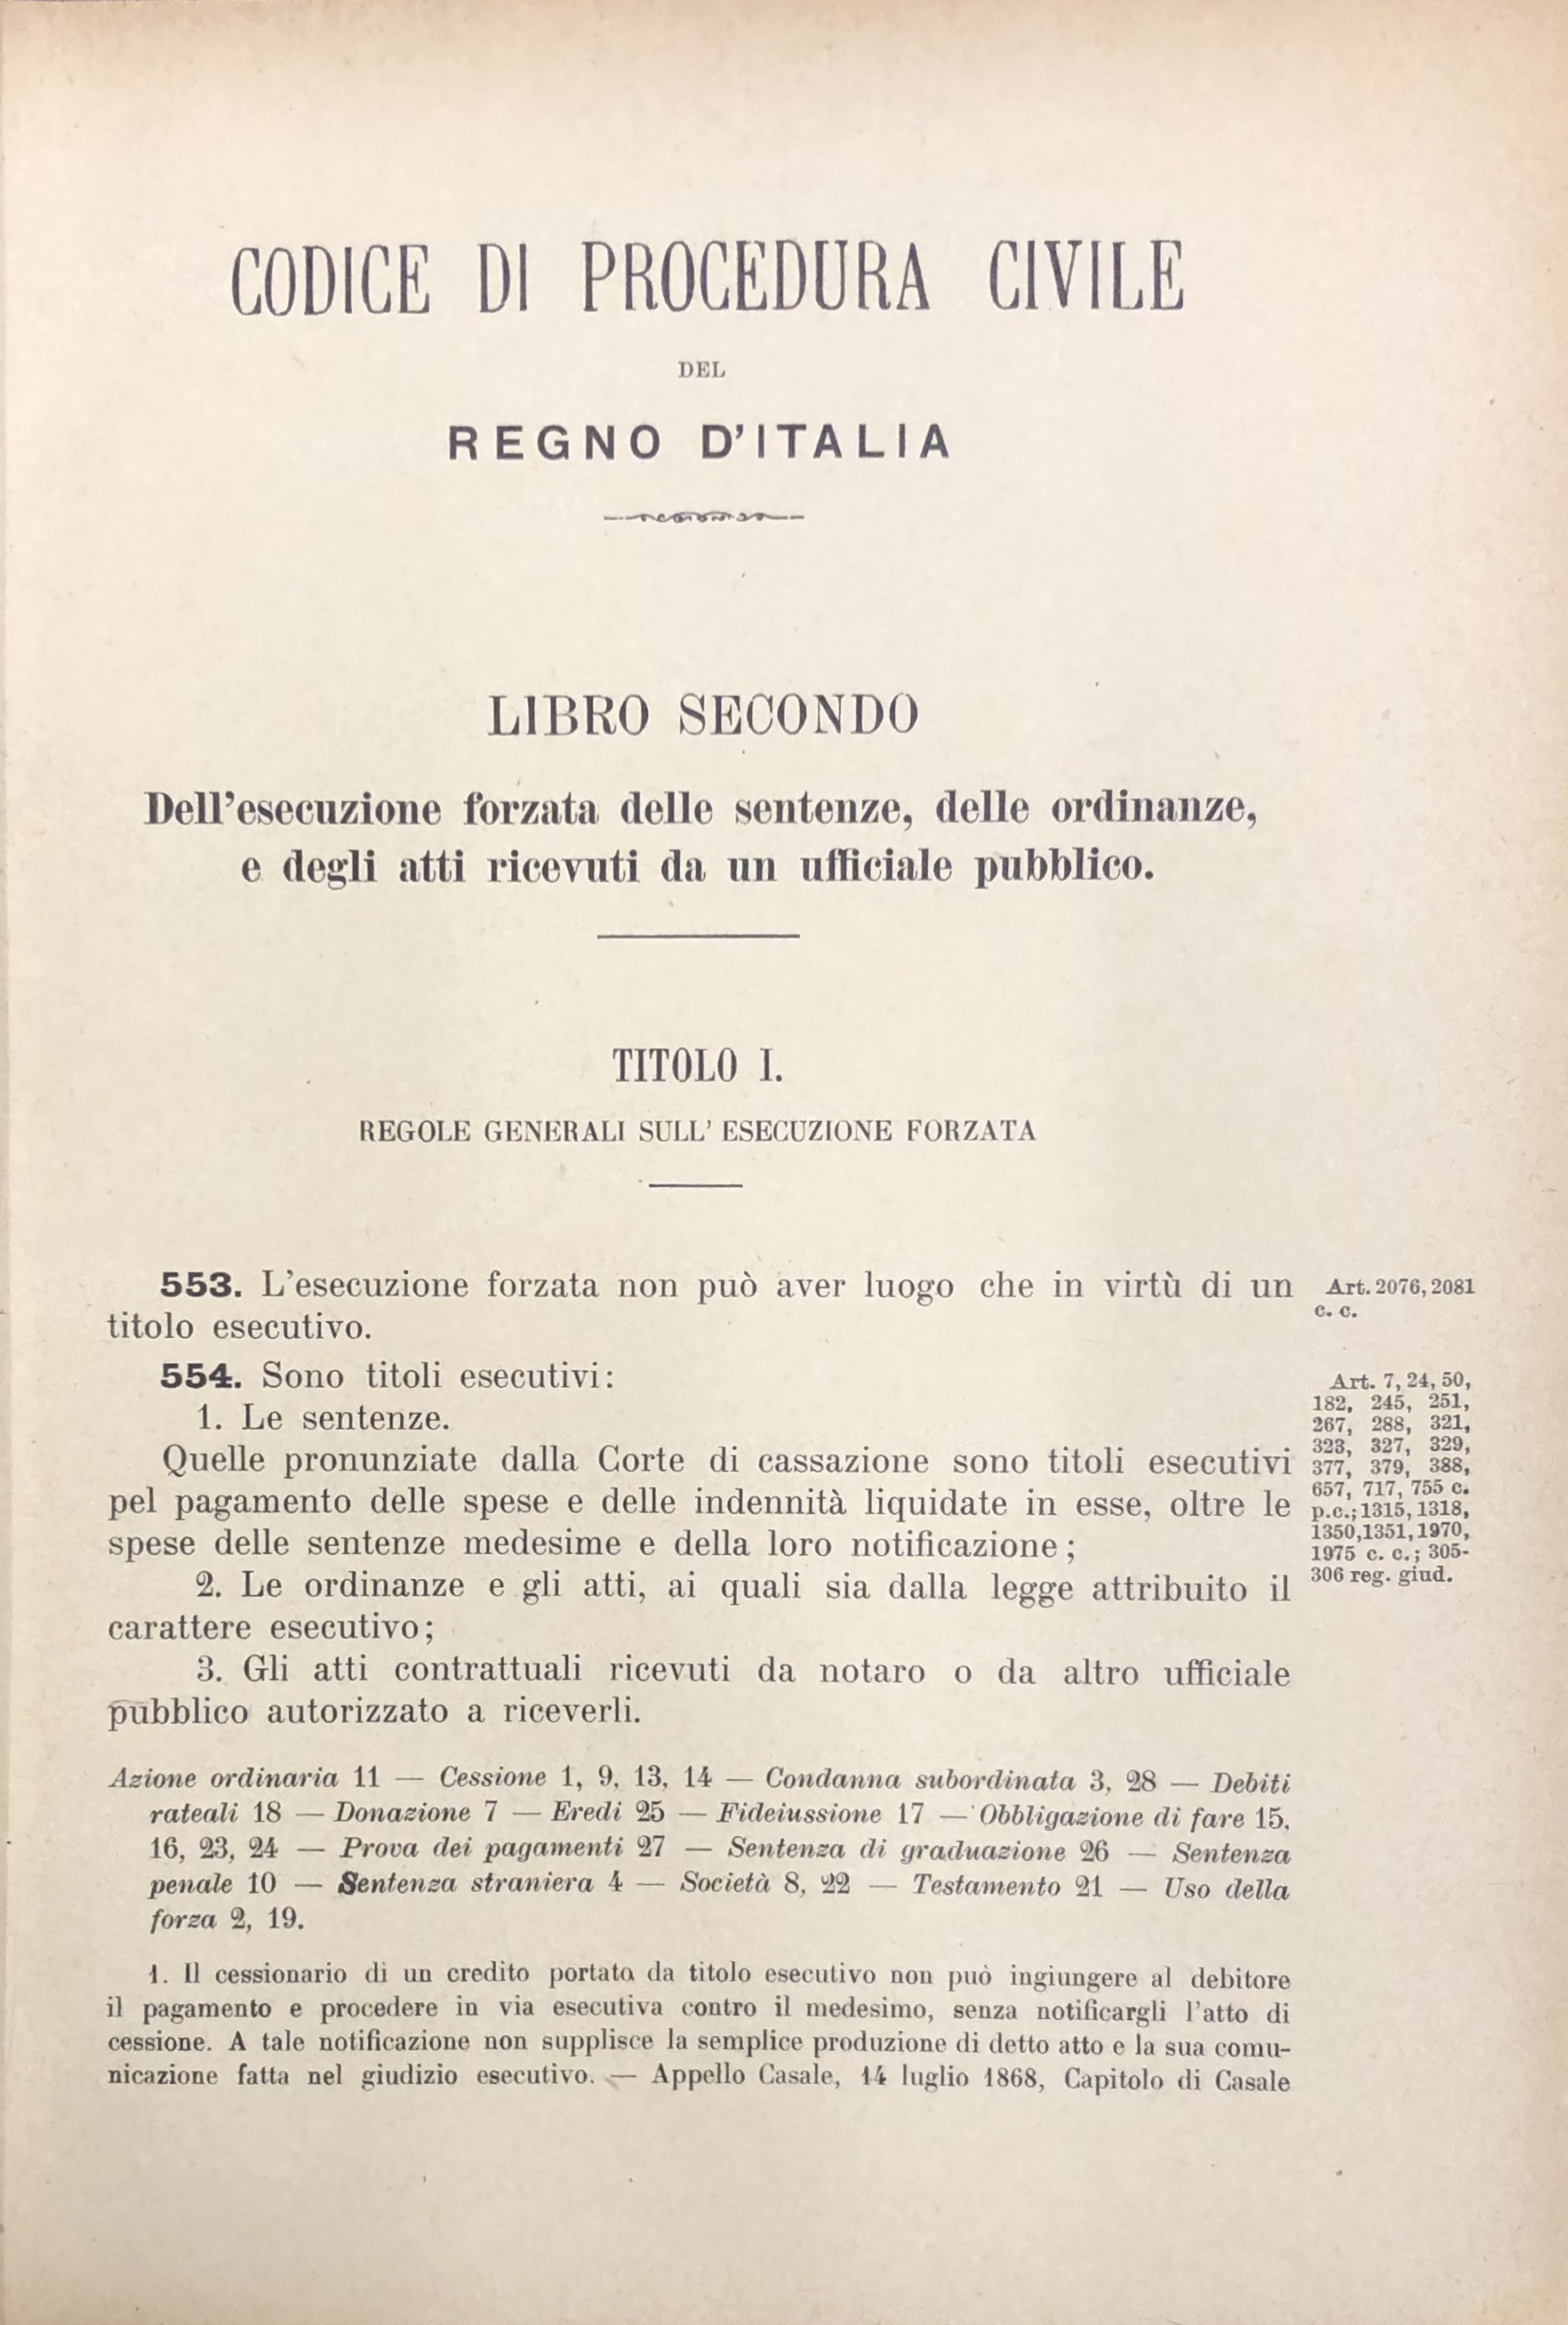 CODICE DI PROCEDURA CIVILE
DEL
REGNO D'ITALIA
LIBRO SECONDO
Dell'esecuzione forzata delle sentenze, delle ordinanze,
e degli atti ricevuti da un ufficiale pubblico.
TITOLO I.
REGOLE GENERALI SULL' ESECUZIONE FORZATA
553. L'esecuzione forzata non può aver luogo che in virtù di un
titolo esecutivo.
Art. 2076, 2081
c. c.
554. Sono titoli esecutivi:
1. Le sentenze.
Quelle pronunziate dalla Corte di cassazione sono titoli esecutivi
pel pagamento delle spese e delle indennità liquidate in esse, oltre le
spese delle sentenze medesime e della loro notificazione;
2. Le ordinanze e gli atti, ai quali sia dalla legge attribuito il
carattere esecutivo;
3. Gli atti contrattuali ricevuti da notaro o da altro ufficiale
pubblico autorizzato a riceverli.
Art. 7, 24, 50,
182, 245, 251,
267, 288, 321,
323, 327, 329,
377, 379, 388,
657, 717, 755 c.
p.c.; 1315, 1318,
1350, 1351, 1970,
1975 c. c.; 305-
306 reg. giud.
Azione ordinaria 11 — Cessione 1, 9, 13, 14 — Condanna subordinata 3, 28 — Debiti
rateali 18 — Donazione 7 — Eredi 25 — Fideiussione 17 — Obbligazione di fare 15,
16, 23, 24 — Prova dei pagamenti 27 — Sentenza di graduazione 26 — Sentenza
penale 10 — Sentenza straniera 4 — Società 8, 22 — Testamento 21 — Uso della
forza 2, 19.
1. Il cessionario di un credito portato da titolo esecutivo non può ingiungere al debitore
il pagamento e procedere in via esecutiva contro il medesimo, senza notificargli l'atto di
cessione. A tale notificazione non supplisce la semplice produzione di detto atto e la sua comu-
nicazione fatta nel giudizio esecutivo. — Appello Casale, 14 luglio 1868, Capitolo di Casale